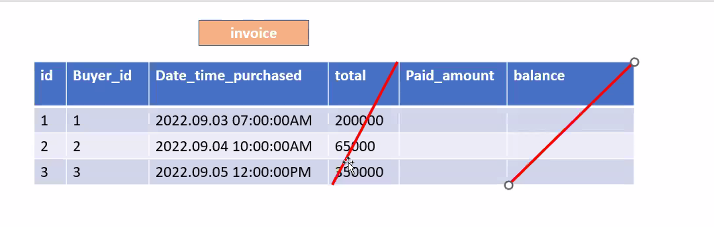 invoice
id Buyer_id Date_time_purchased total Paid_amount balance
1 1 2022.09.03 07:00:00AM 200000
2 2 2022.09.04 10:00:00AM 65000
3 3 2022.09.05 12:00:00PM 350000